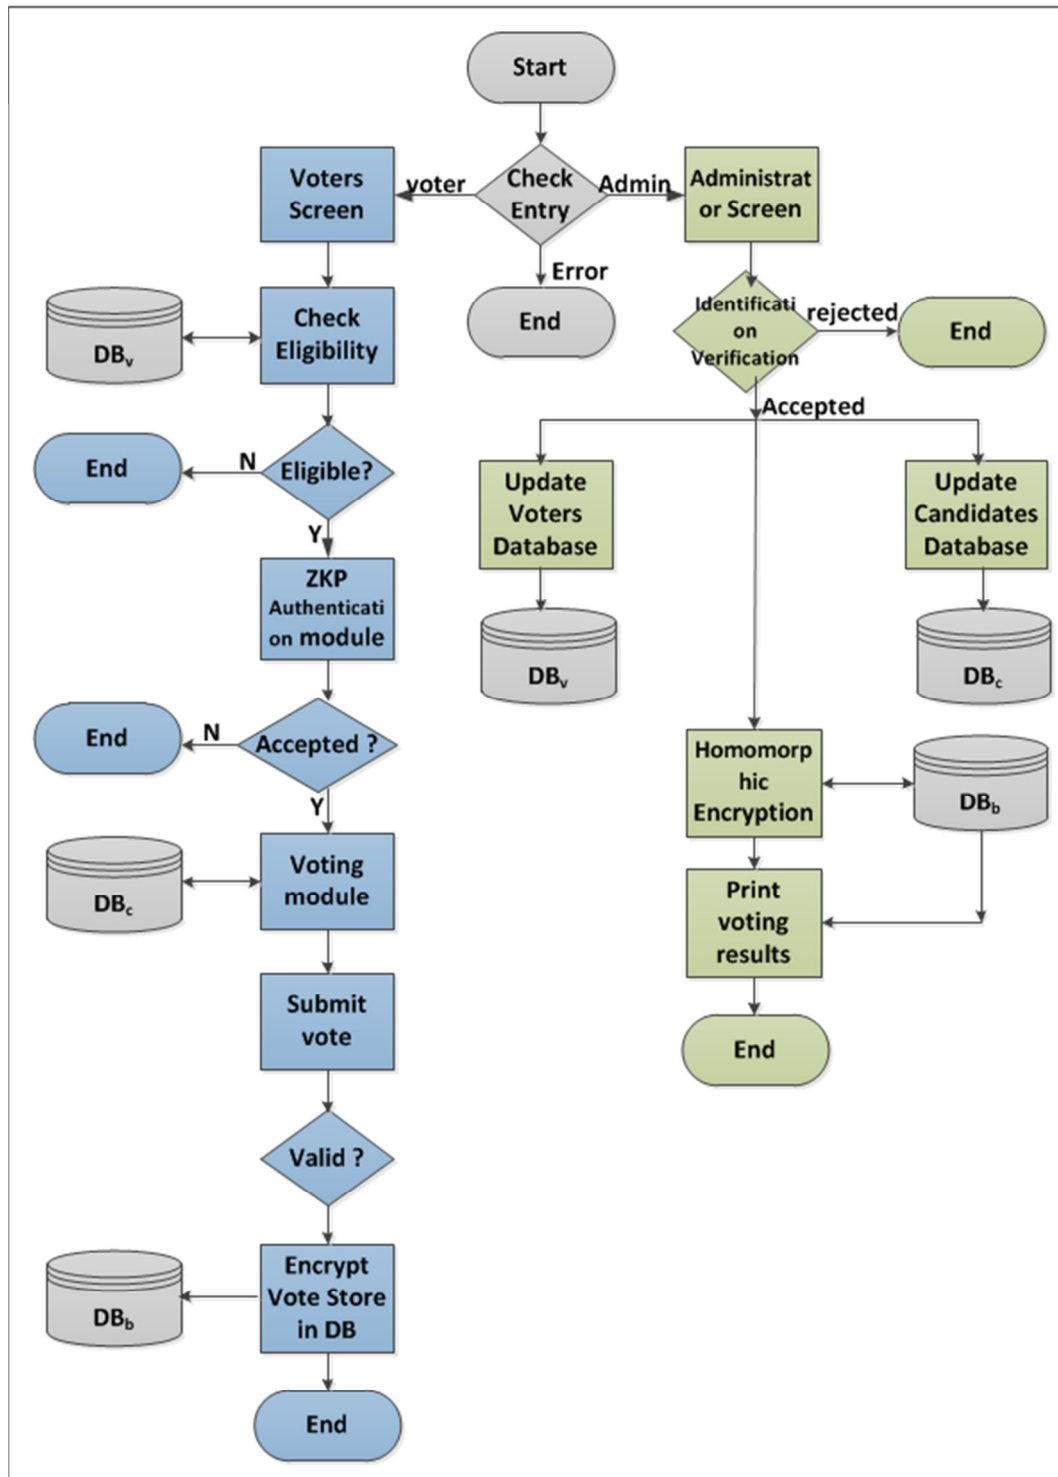 Start
Check
Entry
voter
Admin
Error
End
Voters
Screen
Check
Eligibility
DBv
Eligible?
N
End
Y
ZKP
Authenticati
on module
Accepted ?
N
End
Y
Voting
module
DBc
Submit
vote
Valid ?
Encrypt
Vote Store
in DB
DBb
End
Administrat
or Screen
Identificati
on
Verification
rejected
End
Accepted
Update
Voters
Database
DBv
Update
Candidates
Database
DBc
Homomorp
hic
Encryption
DBb
Print
voting
results
End